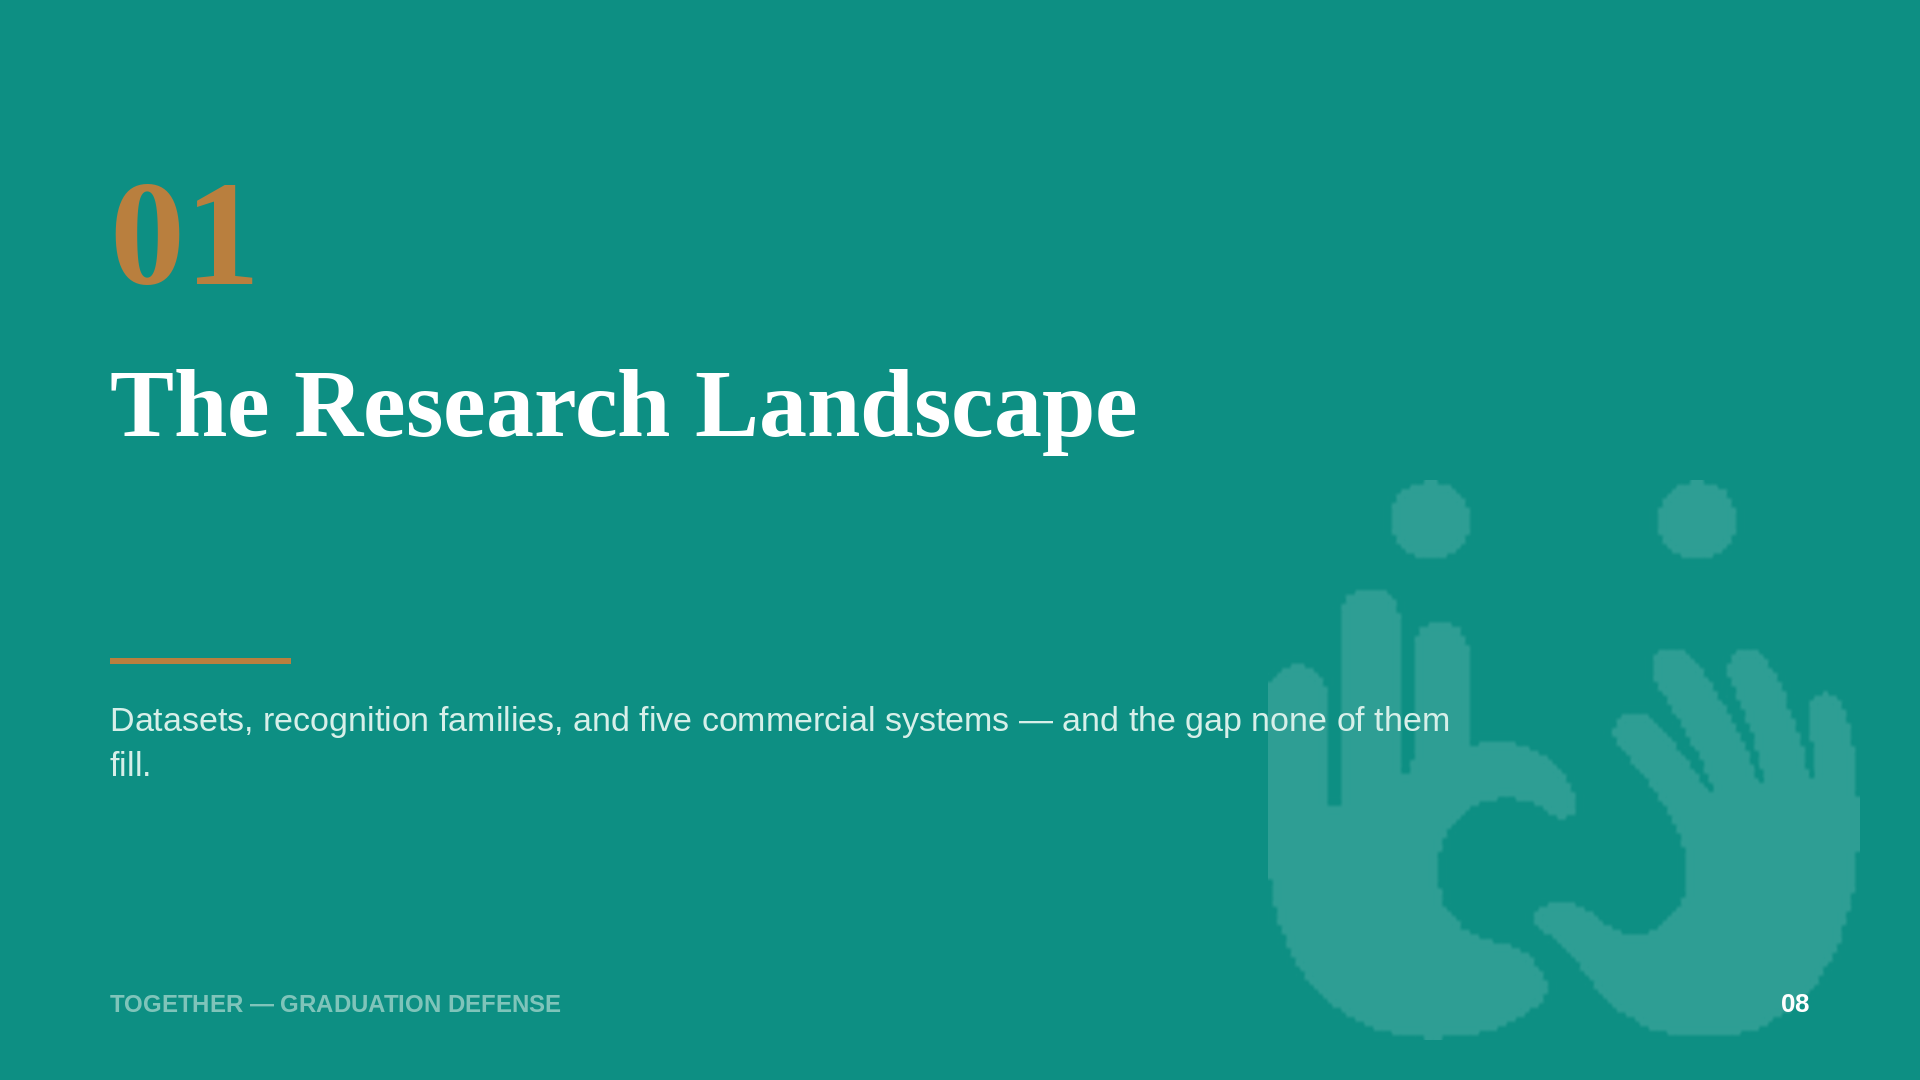 01
The Research Landscape
Datasets, recognition families, and five commercial systems — and the gap none of them
fill.
TOGETHER — GRADUATION DEFENSE
08